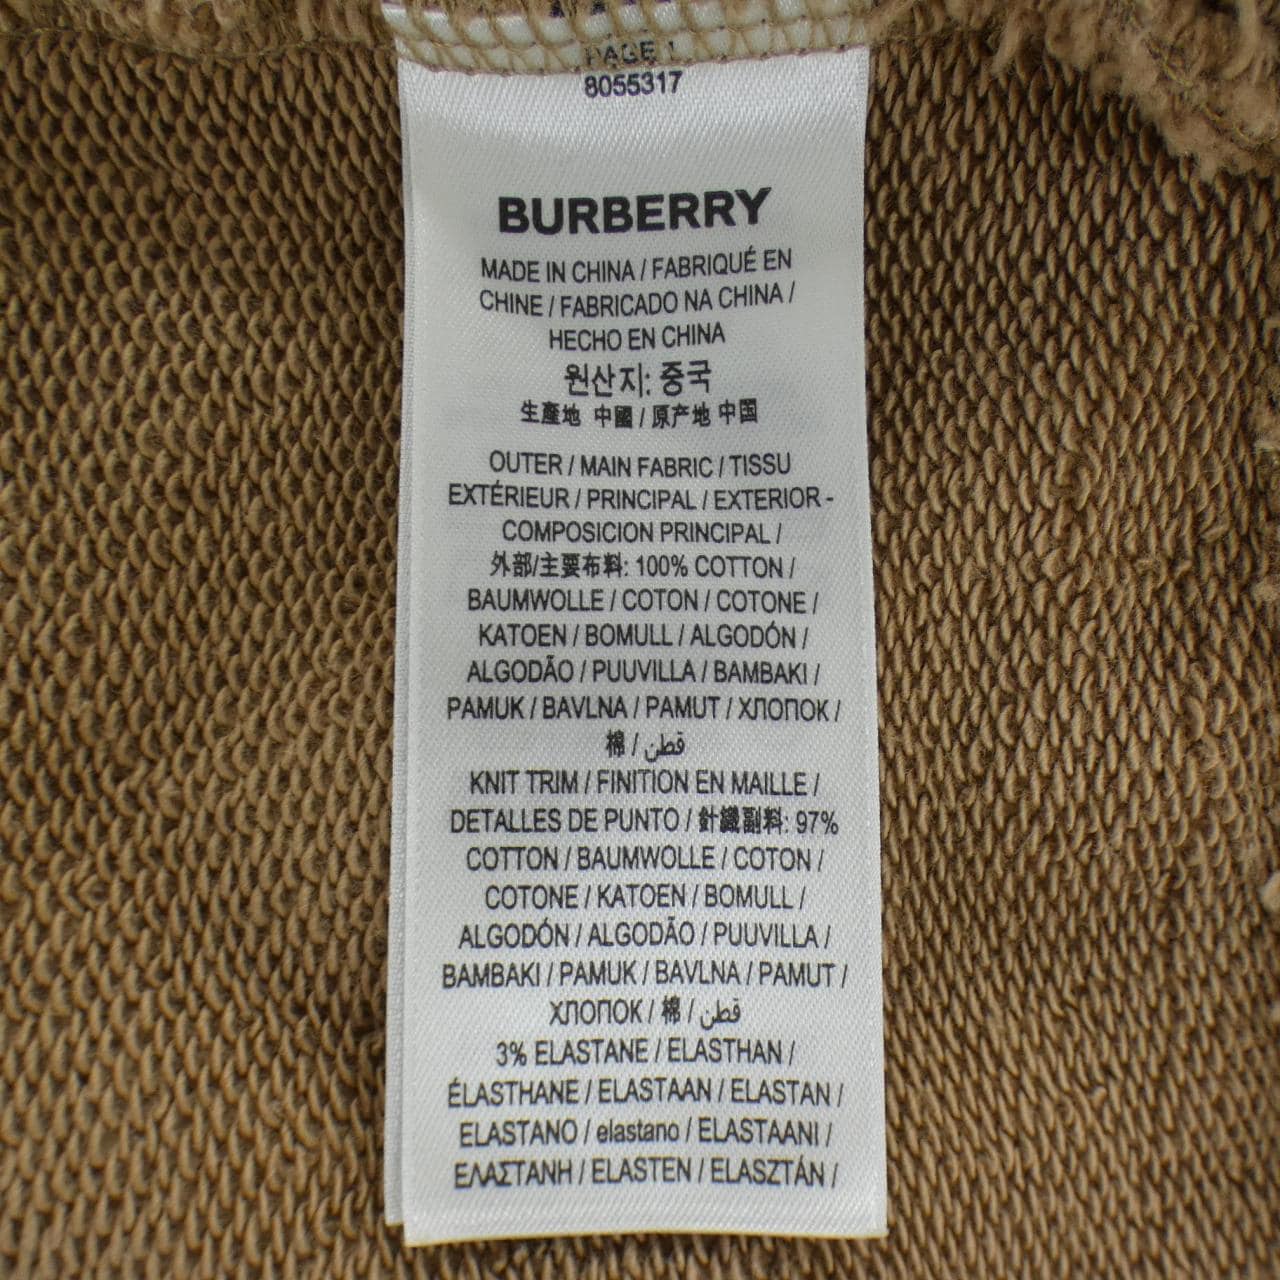 PAGE 1
8055317
BURBERRY
MADE IN CHINA / FABRIQUÉ EN
CHINE / FABRICADO NA CHINA /
HECHO EN CHINA
원산지: 중국
生產地 中國 / 原产地 中国
OUTER / MAIN FABRIC / TISSU
EXTÉRIEUR / PRINCIPAL / EXTERIOR -
COMPOSICION PRINCIPAL /
外部/主要布料: 100% COTTON /
BAUMWOLLE / COTON / COTONE /
KATOEN / BOMULL / ALGODÓN /
ALGODÃO / PUUVILLA / BAMBAKI /
PAMUK / BAVLNA / PAMUT / ХЛОПОК /
棉 / قطن
KNIT TRIM / FINITION EN MAILLE /
DETALLES DE PUNTO / 針織副料: 97%
COTTON / BAUMWOLLE / COTON /
COTONE / KATOEN / BOMULL /
ALGODÓN / ALGODÃO / PUUVILLA /
BAMBAKI / PAMUK / BAVLNA / PAMUT /
ХЛОПОК / 棉 / قطن
3% ELASTANE / ELASTHAN /
ÉLASTHANE / ELASTAAN / ELASTAN /
ELASTANO / elastano / ELASTAANI /
ΕΛΑΣΤΑΝΗ / ELASTEN / ELASZTÁN /